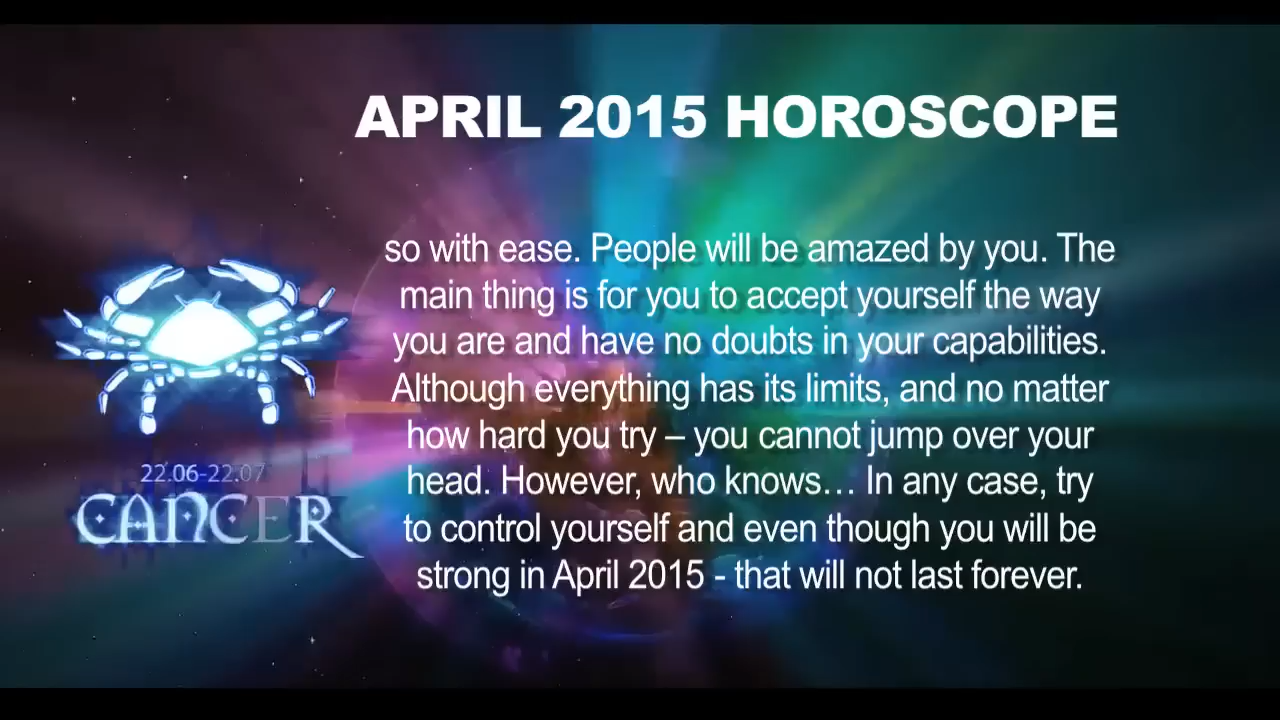 APRIL 2015 HOROSCOPE
so with ease. People will be amazed by you. The
main thing is for you to accept yourself the way
you are and have no doubts in your capabilities.
Although everything has its limits, and no matter
how hard you try – you cannot jump over your
head. However, who knows… In any case, try
to control yourself and even though you will be
strong in April 2015 - that will not last forever.
22.06-22.07
CANCER